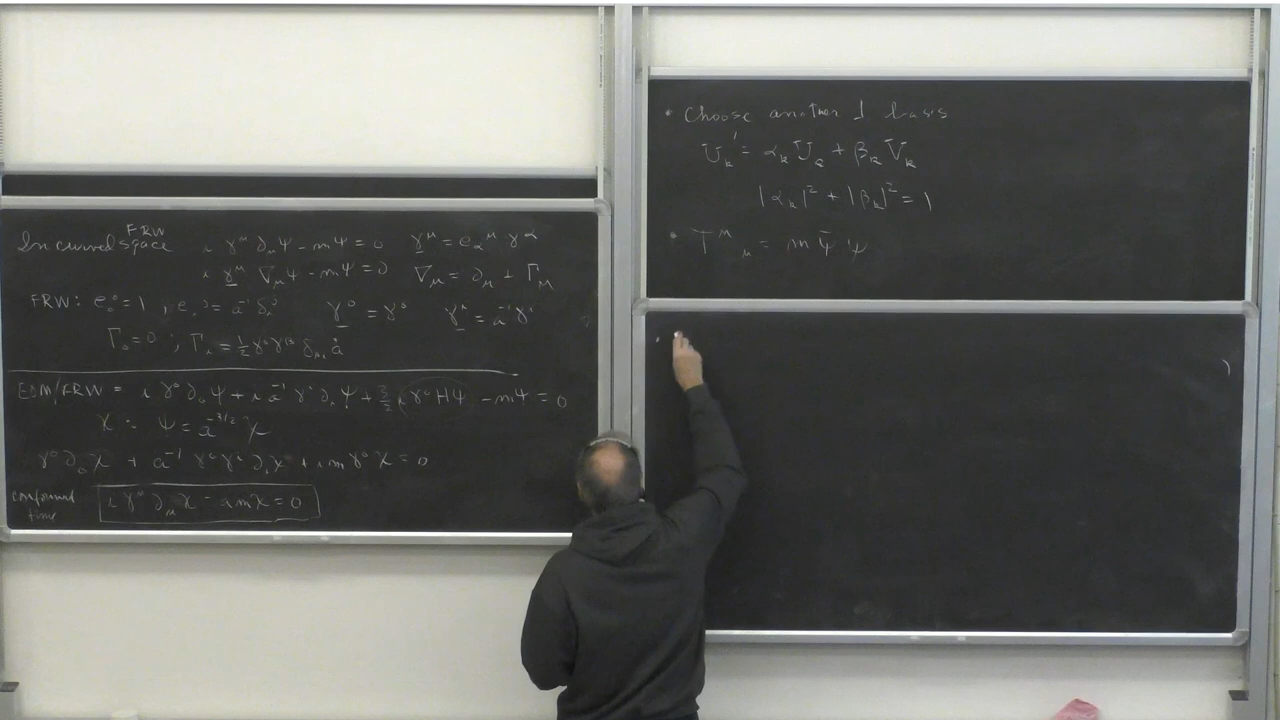 In curved FRW space i γ^μ ∂_μ Ψ - mΨ = 0 γ^μ = e_α^μ γ^α
i γ^μ ∇_μ Ψ - mΨ = 0 ∇_μ = ∂_μ + Γ_μ
FRW: e_0^0 = 1, e_i^j = a^{-1} δ_i^j γ^0 = γ^0 γ^i = a^{-1} γ^i
Γ_0 = 0 ; Γ_i = 1/2 γ^0 γ^j δ_{ij} ȧ
EOM/FRW = i γ^0 ∂_0 Ψ + i a^{-1} γ^i ∂_i Ψ + 3/2 i γ^0 H Ψ - mΨ = 0
χ : Ψ = a^{-3/2} χ
γ^0 ∂_0 χ + a^{-1} γ^0 γ^i ∂_i χ + i m γ^0 χ = 0
conformal time i γ^μ ∂_μ χ - a m χ = 0
• Choose another ⊥ basis
U_k' = α_k U_k + β_k V_k
|α_k|^2 + |β_k|^2 = 1
• T^μ_μ = m Ψ̄ Ψ